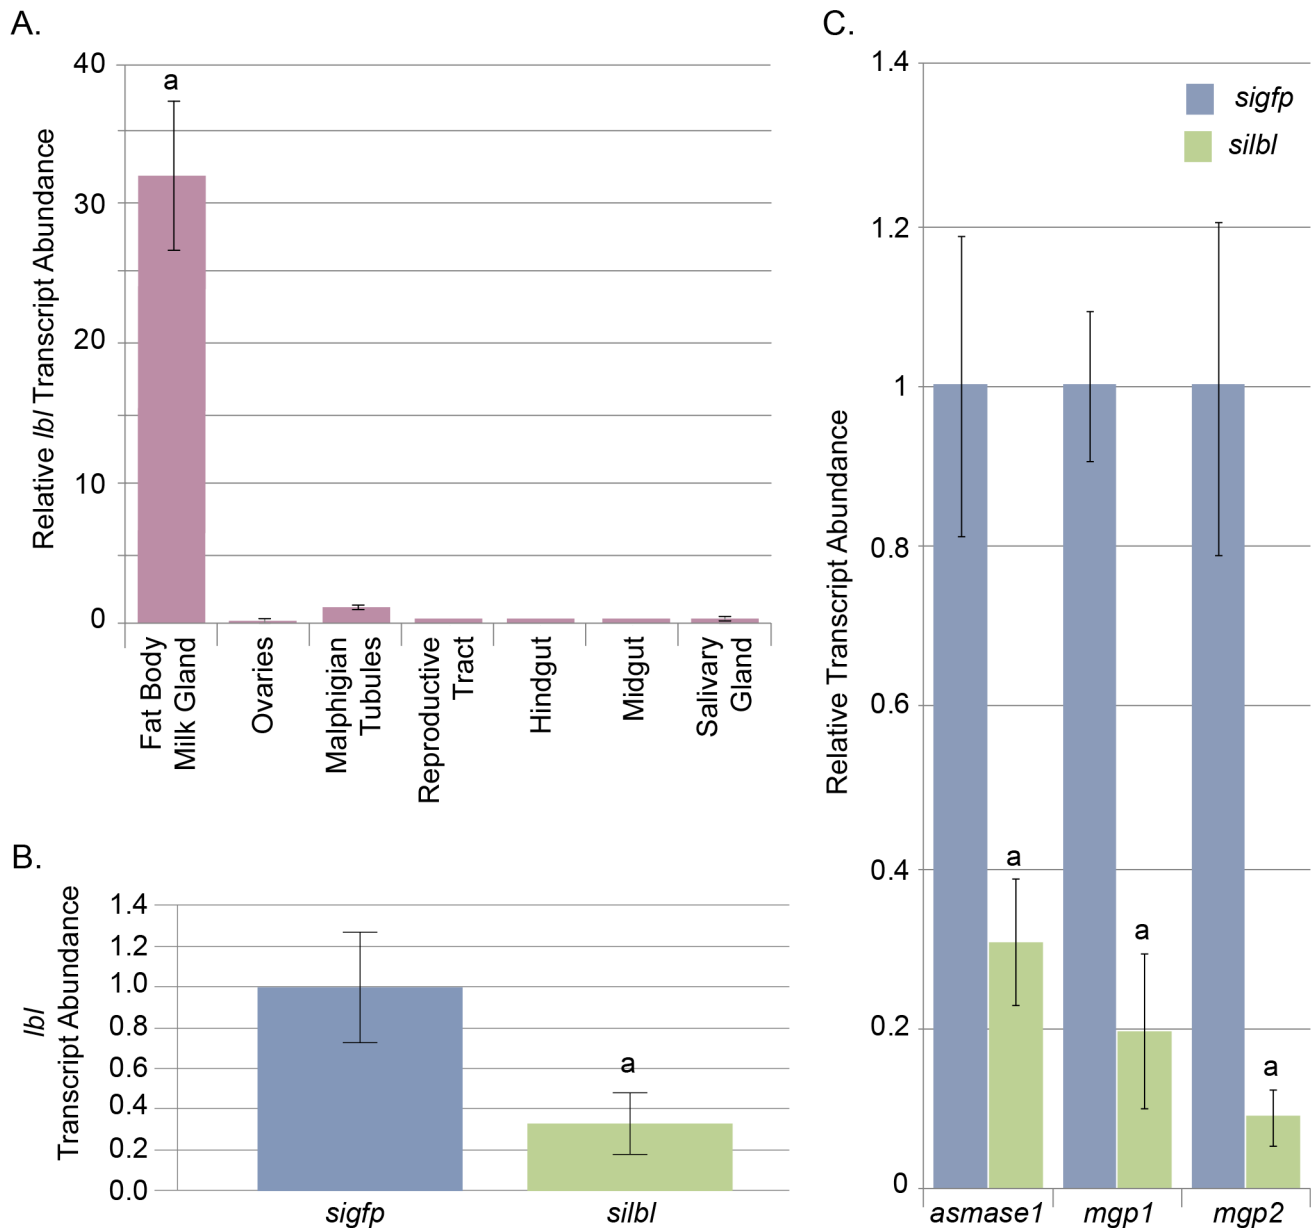 A.
Relative lbl Transcript Abundance
40
30
20
10
0
a
Fat Body
Milk Gland
Ovaries
Malphigian
Tubules
Reproductive
Tract
Hindgut
Midgut
Salivary
Gland
B.
lbl
Transcript Abundance
1.4
1.2
1.0
0.8
0.6
0.4
0.2
0.0
a
sigfp
silbl
C.
Relative Transcript Abundance
1.4
1.2
1
0.8
0.6
0.4
0.2
0
sigfp
silbl
a
a
a
asmase1
mgp1
mgp2